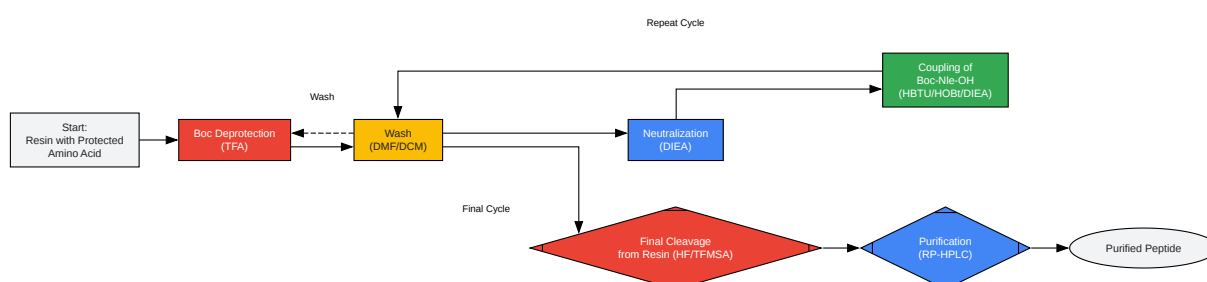 Repeat Cycle
Coupling of
Boc-Nle-OH
(HBTU/HOBt/DIEA)
Wash
Start:
Resin with Protected
Amino Acid
Boc Deprotection
(TFA)
Wash
(DMF/DCM)
Neutralization
(DIEA)
Final Cycle
Final Cleavage
from Resin (HF/TFMSA)
Purification
(RP-HPLC)
Purified Peptide